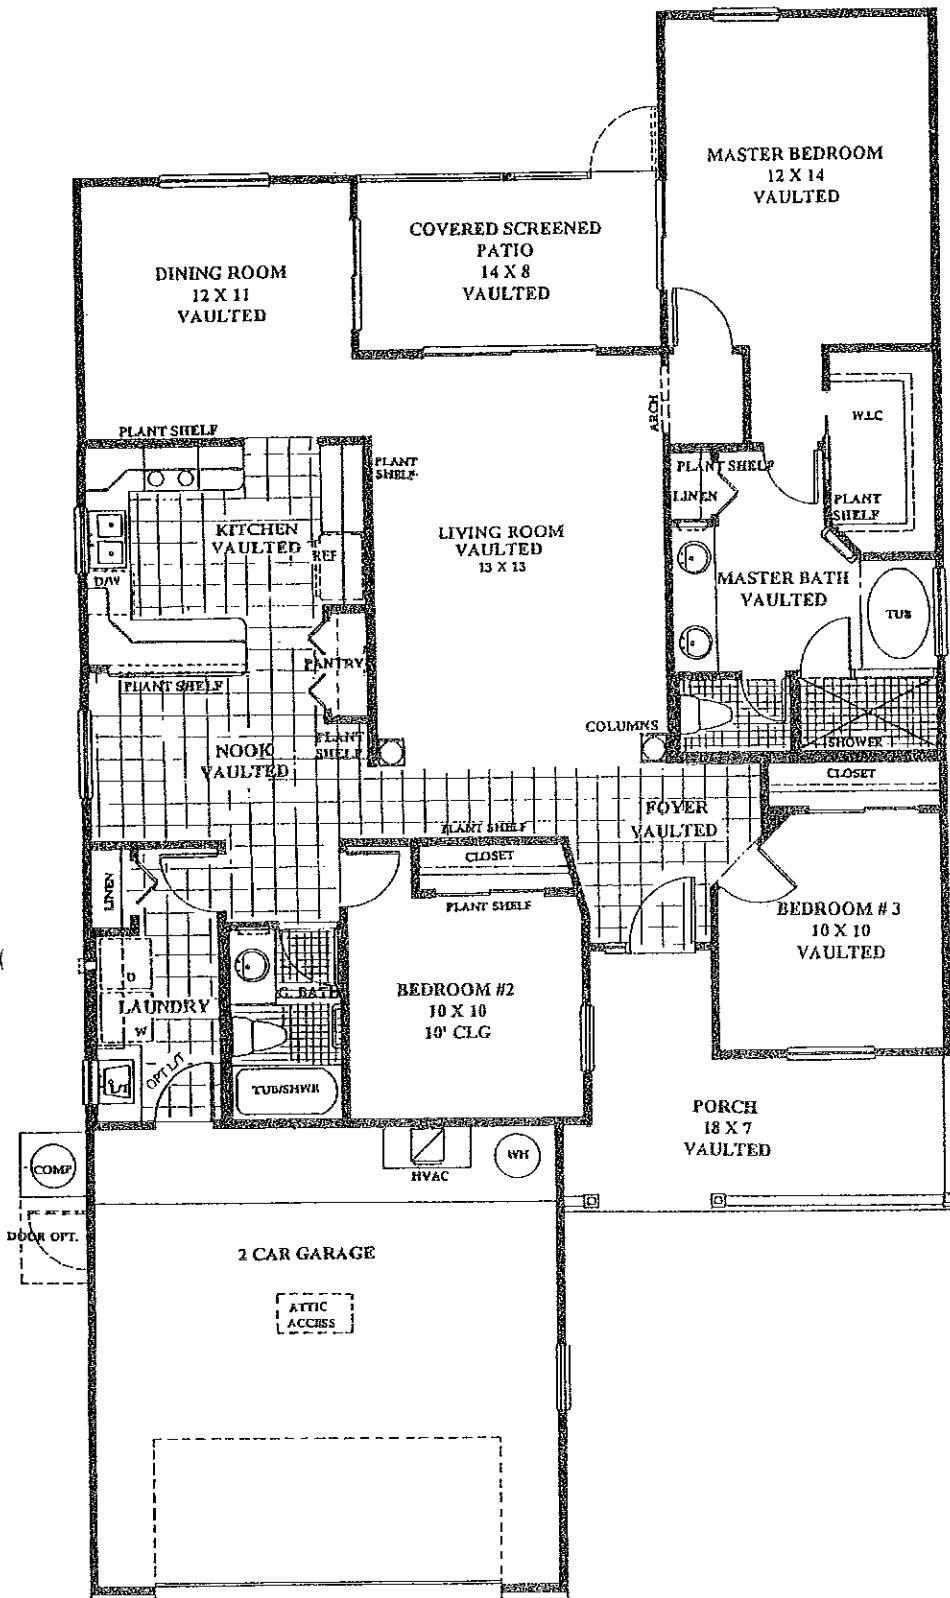 MASTER BEDROOM
12 X 14
VAULTED
COVERED SCREENED
PATIO
14 X 8
VAULTED
DINING ROOM
12 X 11
VAULTED
ARCH
W.I.C
PLANT SHELF
PLANT
SHELF
PLANT SHELF
LINEN
PLANT
SHELF
KITCHEN
VAULTED
REF
D/W
LIVING ROOM
VAULTED
13 X 13
MASTER BATH
VAULTED
TUB
PANTRY
PLANT SHELF
NOOK
VAULTED
PLANT
SHELF
COLUMNS
SHOWER
CLOSET
FOYER
VAULTED
PLANT SHELF
CLOSET
PLANT SHELF
LINEN
BEDROOM # 3
10 X 10
VAULTED
D
LAUNDRY
W
G. BATH
BEDROOM #2
10 X 10
10' CLG
L/T
OPT L/T
TUB/SHWR
PORCH
18 X 7
VAULTED
COMP
HVAC
WH
DOOR OPT.
2 CAR GARAGE
ATTIC
ACCESS